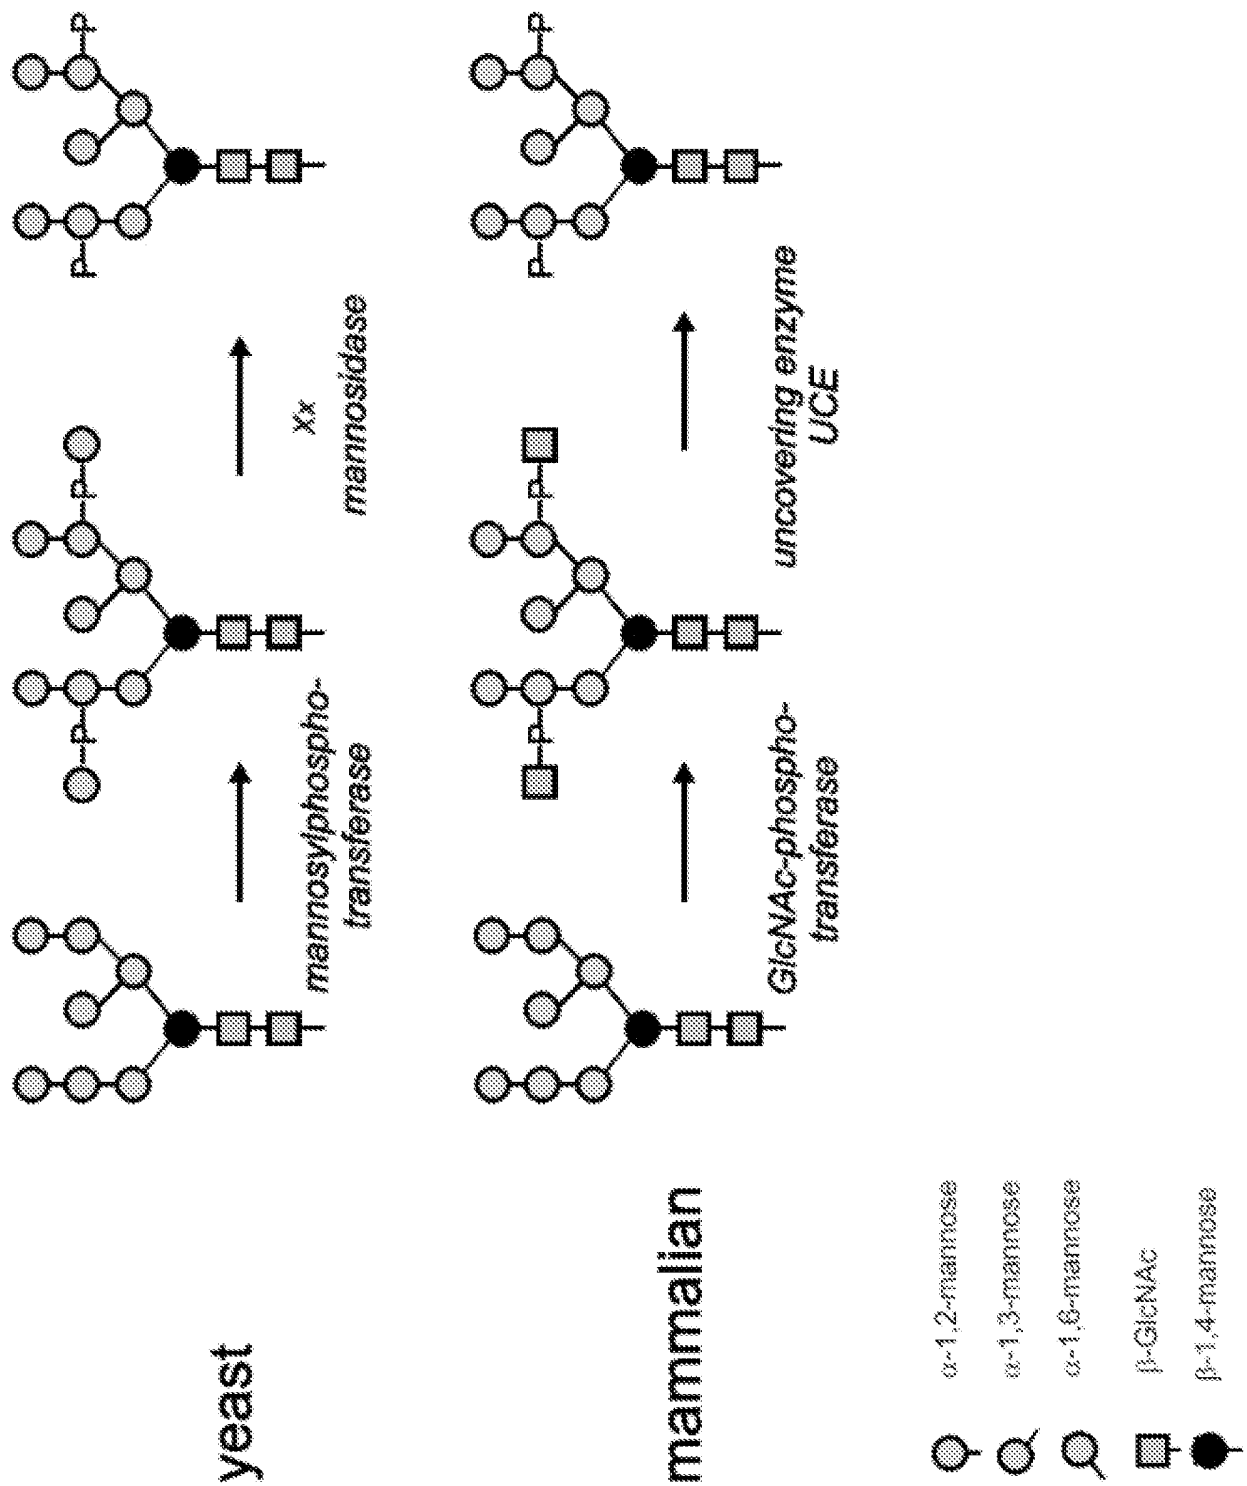 yeast
P
P
P
P
mannosylphospho-
transferase
Xx
mannosidase
mammalian
P
P
P
P
GlcNAc-phospho-
transferase
uncovering enzyme
UCE
α-1,2-mannose
α-1,3-mannose
α-1,6-mannose
β-GlcNAc
β-1,4-mannose